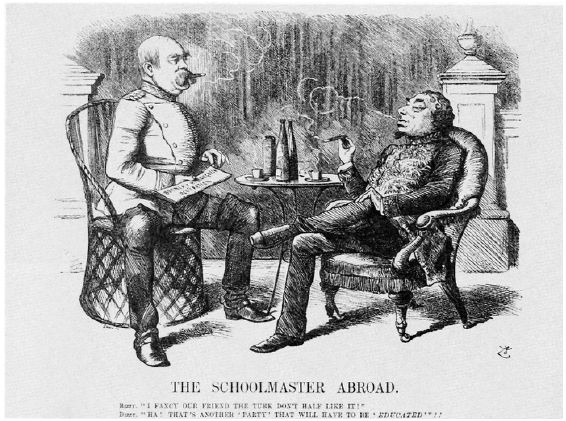 THE SCHOOLMASTER ABROAD.
"I FANCY OUR FRIEND THE TURK DON'T HALF LIKE IT!"
DIZZY. "HA! THAT'S ANOTHER 'PARTY' THAT WILL HAVE TO BE 'EDUCATED'"!!